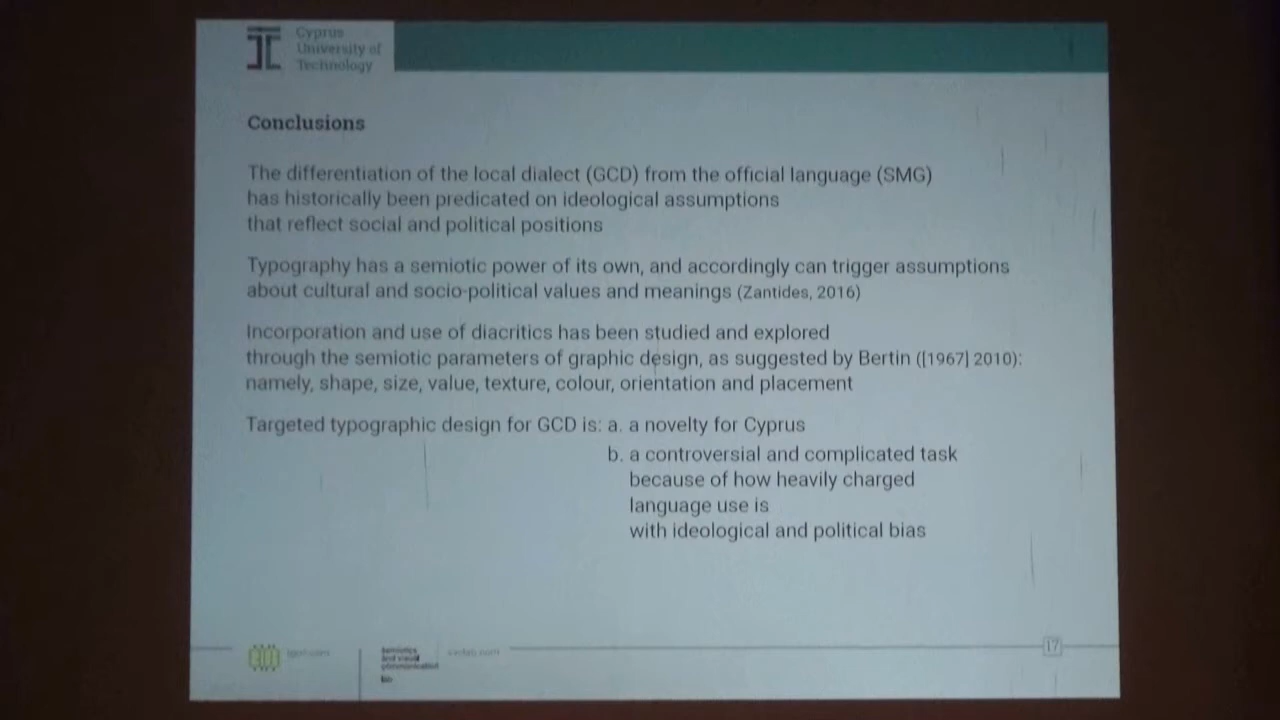 Cyprus
University of
Technology
Conclusions
The differentiation of the local dialect (GCD) from the official language (SMG)
has historically been predicated on ideological assumptions
that reflect social and political positions
Typography has a semiotic power of its own, and accordingly can trigger assumptions
about cultural and socio-political values and meanings (Zantides, 2016)
Incorporation and use of diacritics has been studied and explored
through the semiotic parameters of graphic design, as suggested by Bertin ([1967] 2010):
namely, shape, size, value, texture, colour, orientation and placement
Targeted typographic design for GCD is: a. a novelty for Cyprus
b. a controversial and complicated task
because of how heavily charged
language use is
with ideological and political bias
semiotics
and visual
communication
lab
17